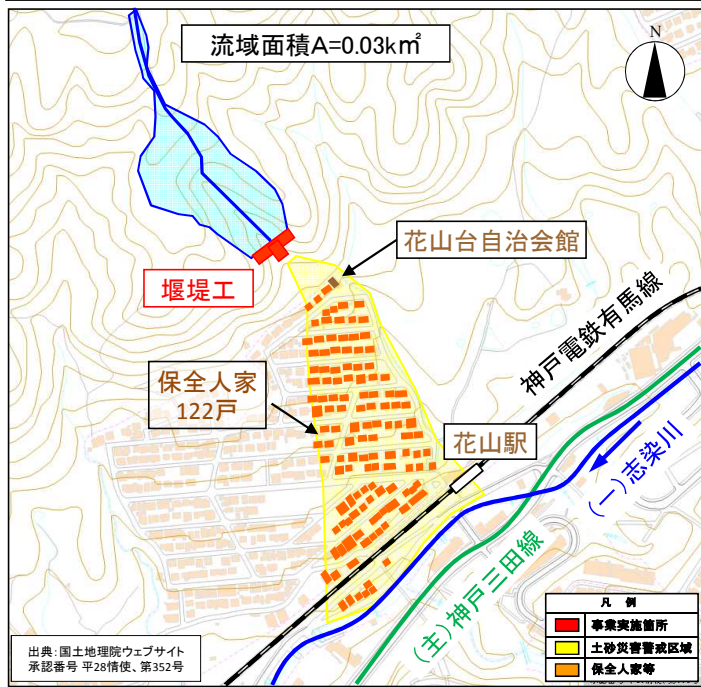 流域面積A=0.03k㎡
N
花山台自治会館
堰堤工
神戸電鉄有馬線
保全人家
122戸
花山駅
(一)志染川
(主)神戸三田線
凡例
事業実施箇所
土砂災害警戒区域
保全人家等
出典:国土地理院ウェブサイト
承認番号 平28情使、第352号